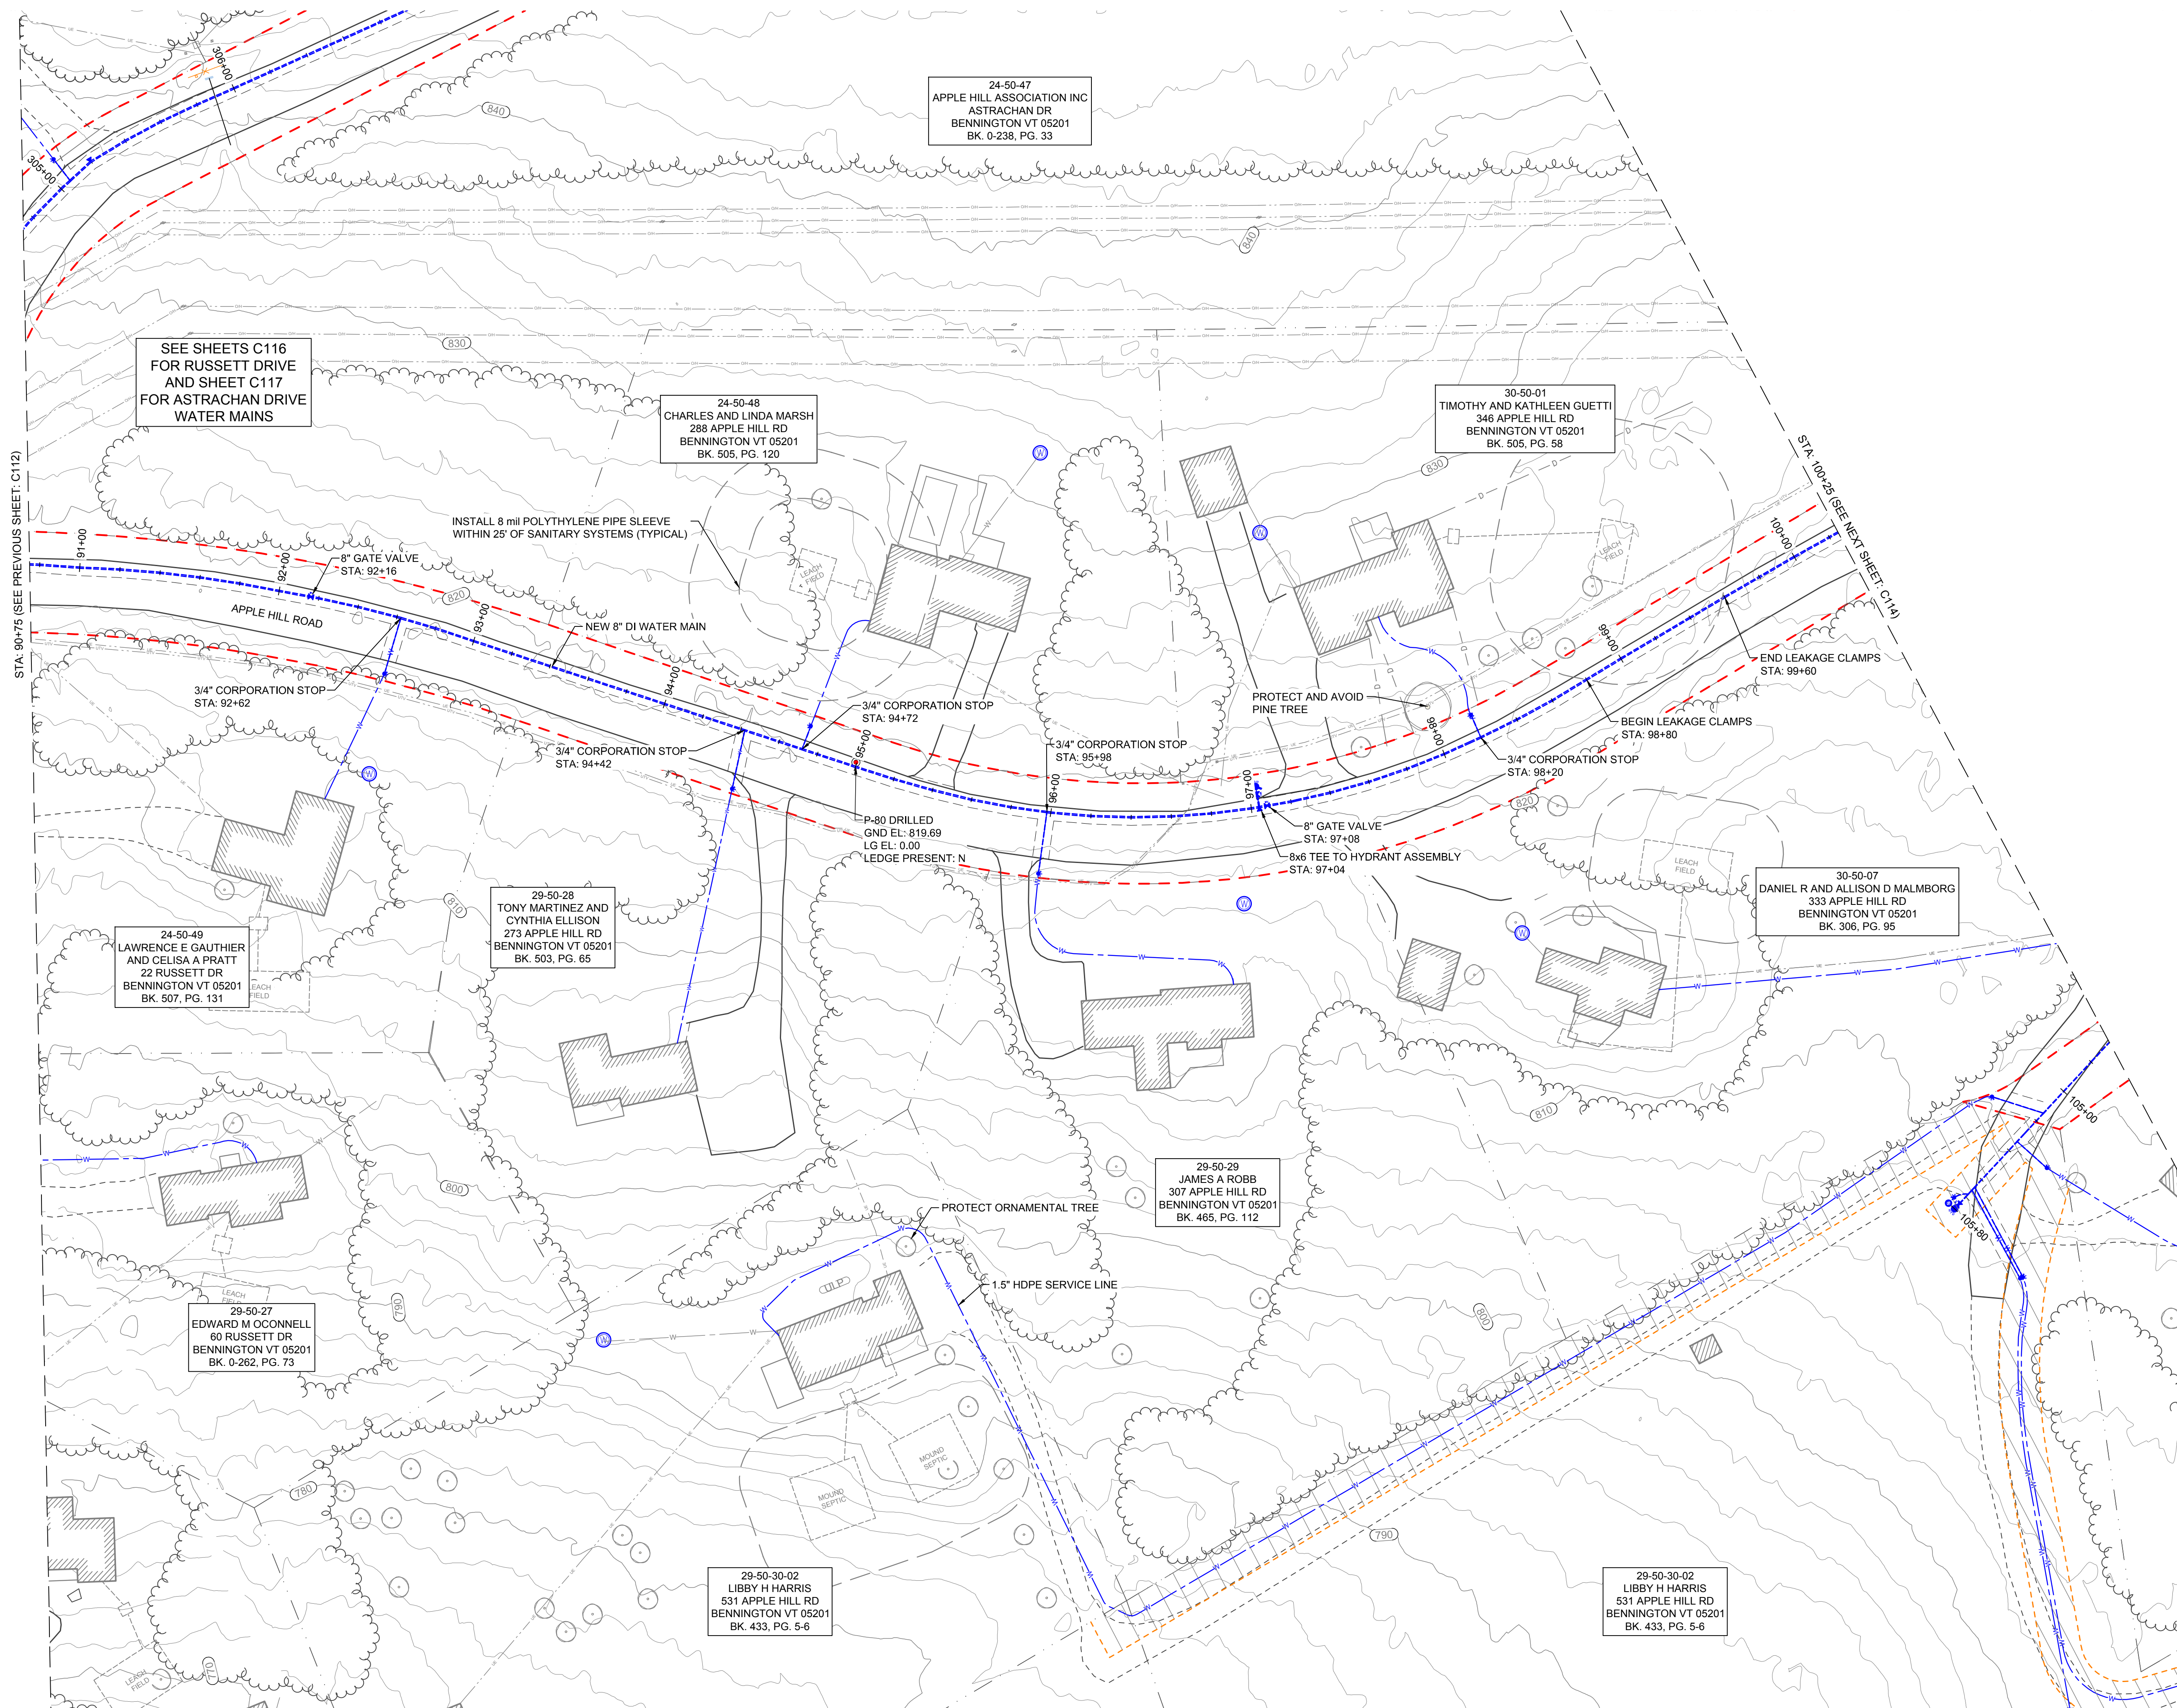 306+00
305+00
840
24-50-47
APPLE HILL ASSOCIATION INC
ASTRACHAN DR
BENNINGTON VT 05201
BK. 0-238, PG. 33
840
830
SEE SHEETS C116
FOR RUSSETT DRIVE
AND SHEET C117
FOR ASTRACHAN DRIVE
WATER MAINS
24-50-48
CHARLES AND LINDA MARSH
288 APPLE HILL RD
BENNINGTON VT 05201
BK. 505, PG. 120
30-50-01
TIMOTHY AND KATHLEEN GUETTI
346 APPLE HILL RD
BENNINGTON VT 05201
BK. 505, PG. 58
830
STA: 90+75 (SEE PREVIOUS SHEET: C112)
STA: 100+25 (SEE NEXT SHEET: C114)
INSTALL 8 mil POLYTHYLENE PIPE SLEEVE
WITHIN 25' OF SANITARY SYSTEMS (TYPICAL)
LEACH
FIELD
LEACH
FIELD
91+00
92+00
8" GATE VALVE
STA: 92+16
820
93+00
APPLE HILL ROAD
NEW 8" DI WATER MAIN
94+00
3/4" CORPORATION STOP
STA: 92+62
3/4" CORPORATION STOP
STA: 94+72
3/4" CORPORATION STOP
STA: 94+42
95+00
3/4" CORPORATION STOP
STA: 95+98
96+00
97+00
PROTECT AND AVOID
PINE TREE
98+00
99+00
100+00
END LEAKAGE CLAMPS
STA: 99+60
BEGIN LEAKAGE CLAMPS
STA: 98+80
3/4" CORPORATION STOP
STA: 98+20
820
8" GATE VALVE
STA: 97+08
8x6 TEE TO HYDRANT ASSEMBLY
STA: 97+04
P-80 DRILLED
GND EL: 819.69
LG EL: 0.00
LEDGE PRESENT: N
LEACH
FIELD
30-50-07
DANIEL R AND ALLISON D MALMBORG
333 APPLE HILL RD
BENNINGTON VT 05201
BK. 306, PG. 95
810
29-50-28
TONY MARTINEZ AND
CYNTHIA ELLISON
273 APPLE HILL RD
BENNINGTON VT 05201
BK. 503, PG. 65
24-50-49
LAWRENCE E GAUTHIER
AND CELISA A PRATT
22 RUSSETT DR
BENNINGTON VT 05201
BK. 507, PG. 131
LEACH
FIELD
810
105+00
105+80
800
29-50-29
JAMES A ROBB
307 APPLE HILL RD
BENNINGTON VT 05201
BK. 465, PG. 112
PROTECT ORNAMENTAL TREE
1.5" HDPE SERVICE LINE
ULP
LEACH
FIELD
29-50-27
EDWARD M OCONNELL
60 RUSSETT DR
BENNINGTON VT 05201
BK. 0-262, PG. 73
790
800
MOUND
SEPTIC
MOUND
SEPTIC
780
790
29-50-30-02
LIBBY H HARRIS
531 APPLE HILL RD
BENNINGTON VT 05201
BK. 433, PG. 5-6
29-50-30-02
LIBBY H HARRIS
531 APPLE HILL RD
BENNINGTON VT 05201
BK. 433, PG. 5-6
LEACH
FIELD
770